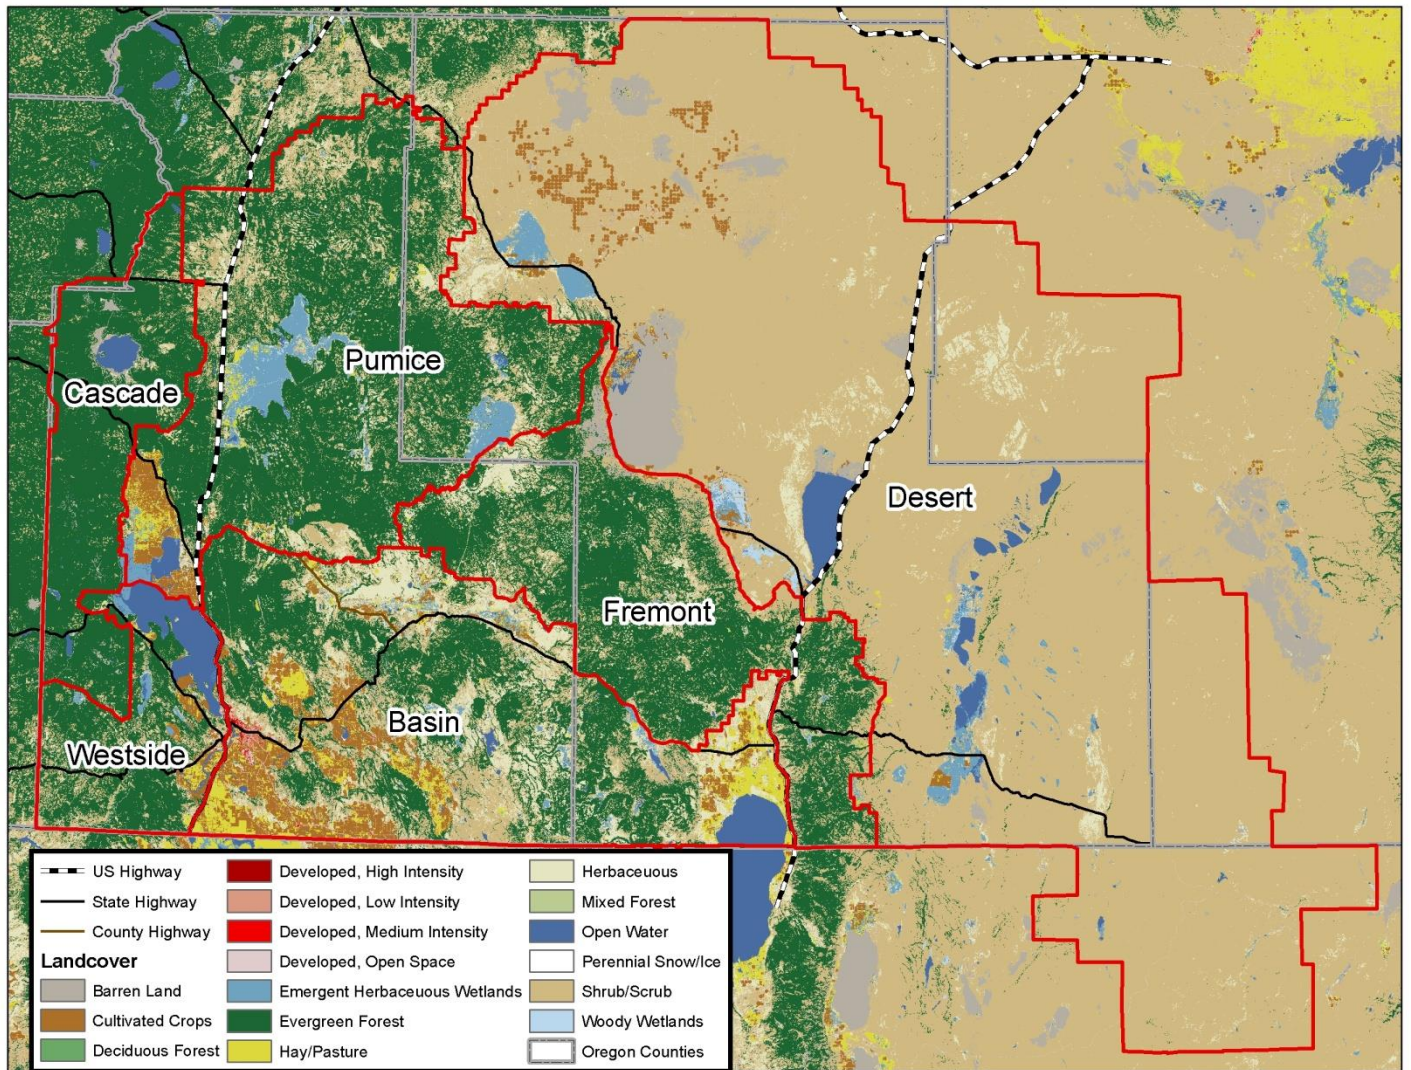 Pumice
Cascade
Desert
Fremont
Basin
Westside
US Highway
State Highway
County Highway
Landcover
Barren Land
Cultivated Crops
Deciduous Forest
Developed, High Intensity
Developed, Low Intensity
Developed, Medium Intensity
Developed, Open Space
Emergent Herbaceuous Wetlands
Evergreen Forest
Hay/Pasture
Herbaceuous
Mixed Forest
Open Water
Perennial Snow/Ice
Shrub/Scrub
Woody Wetlands
Oregon Counties